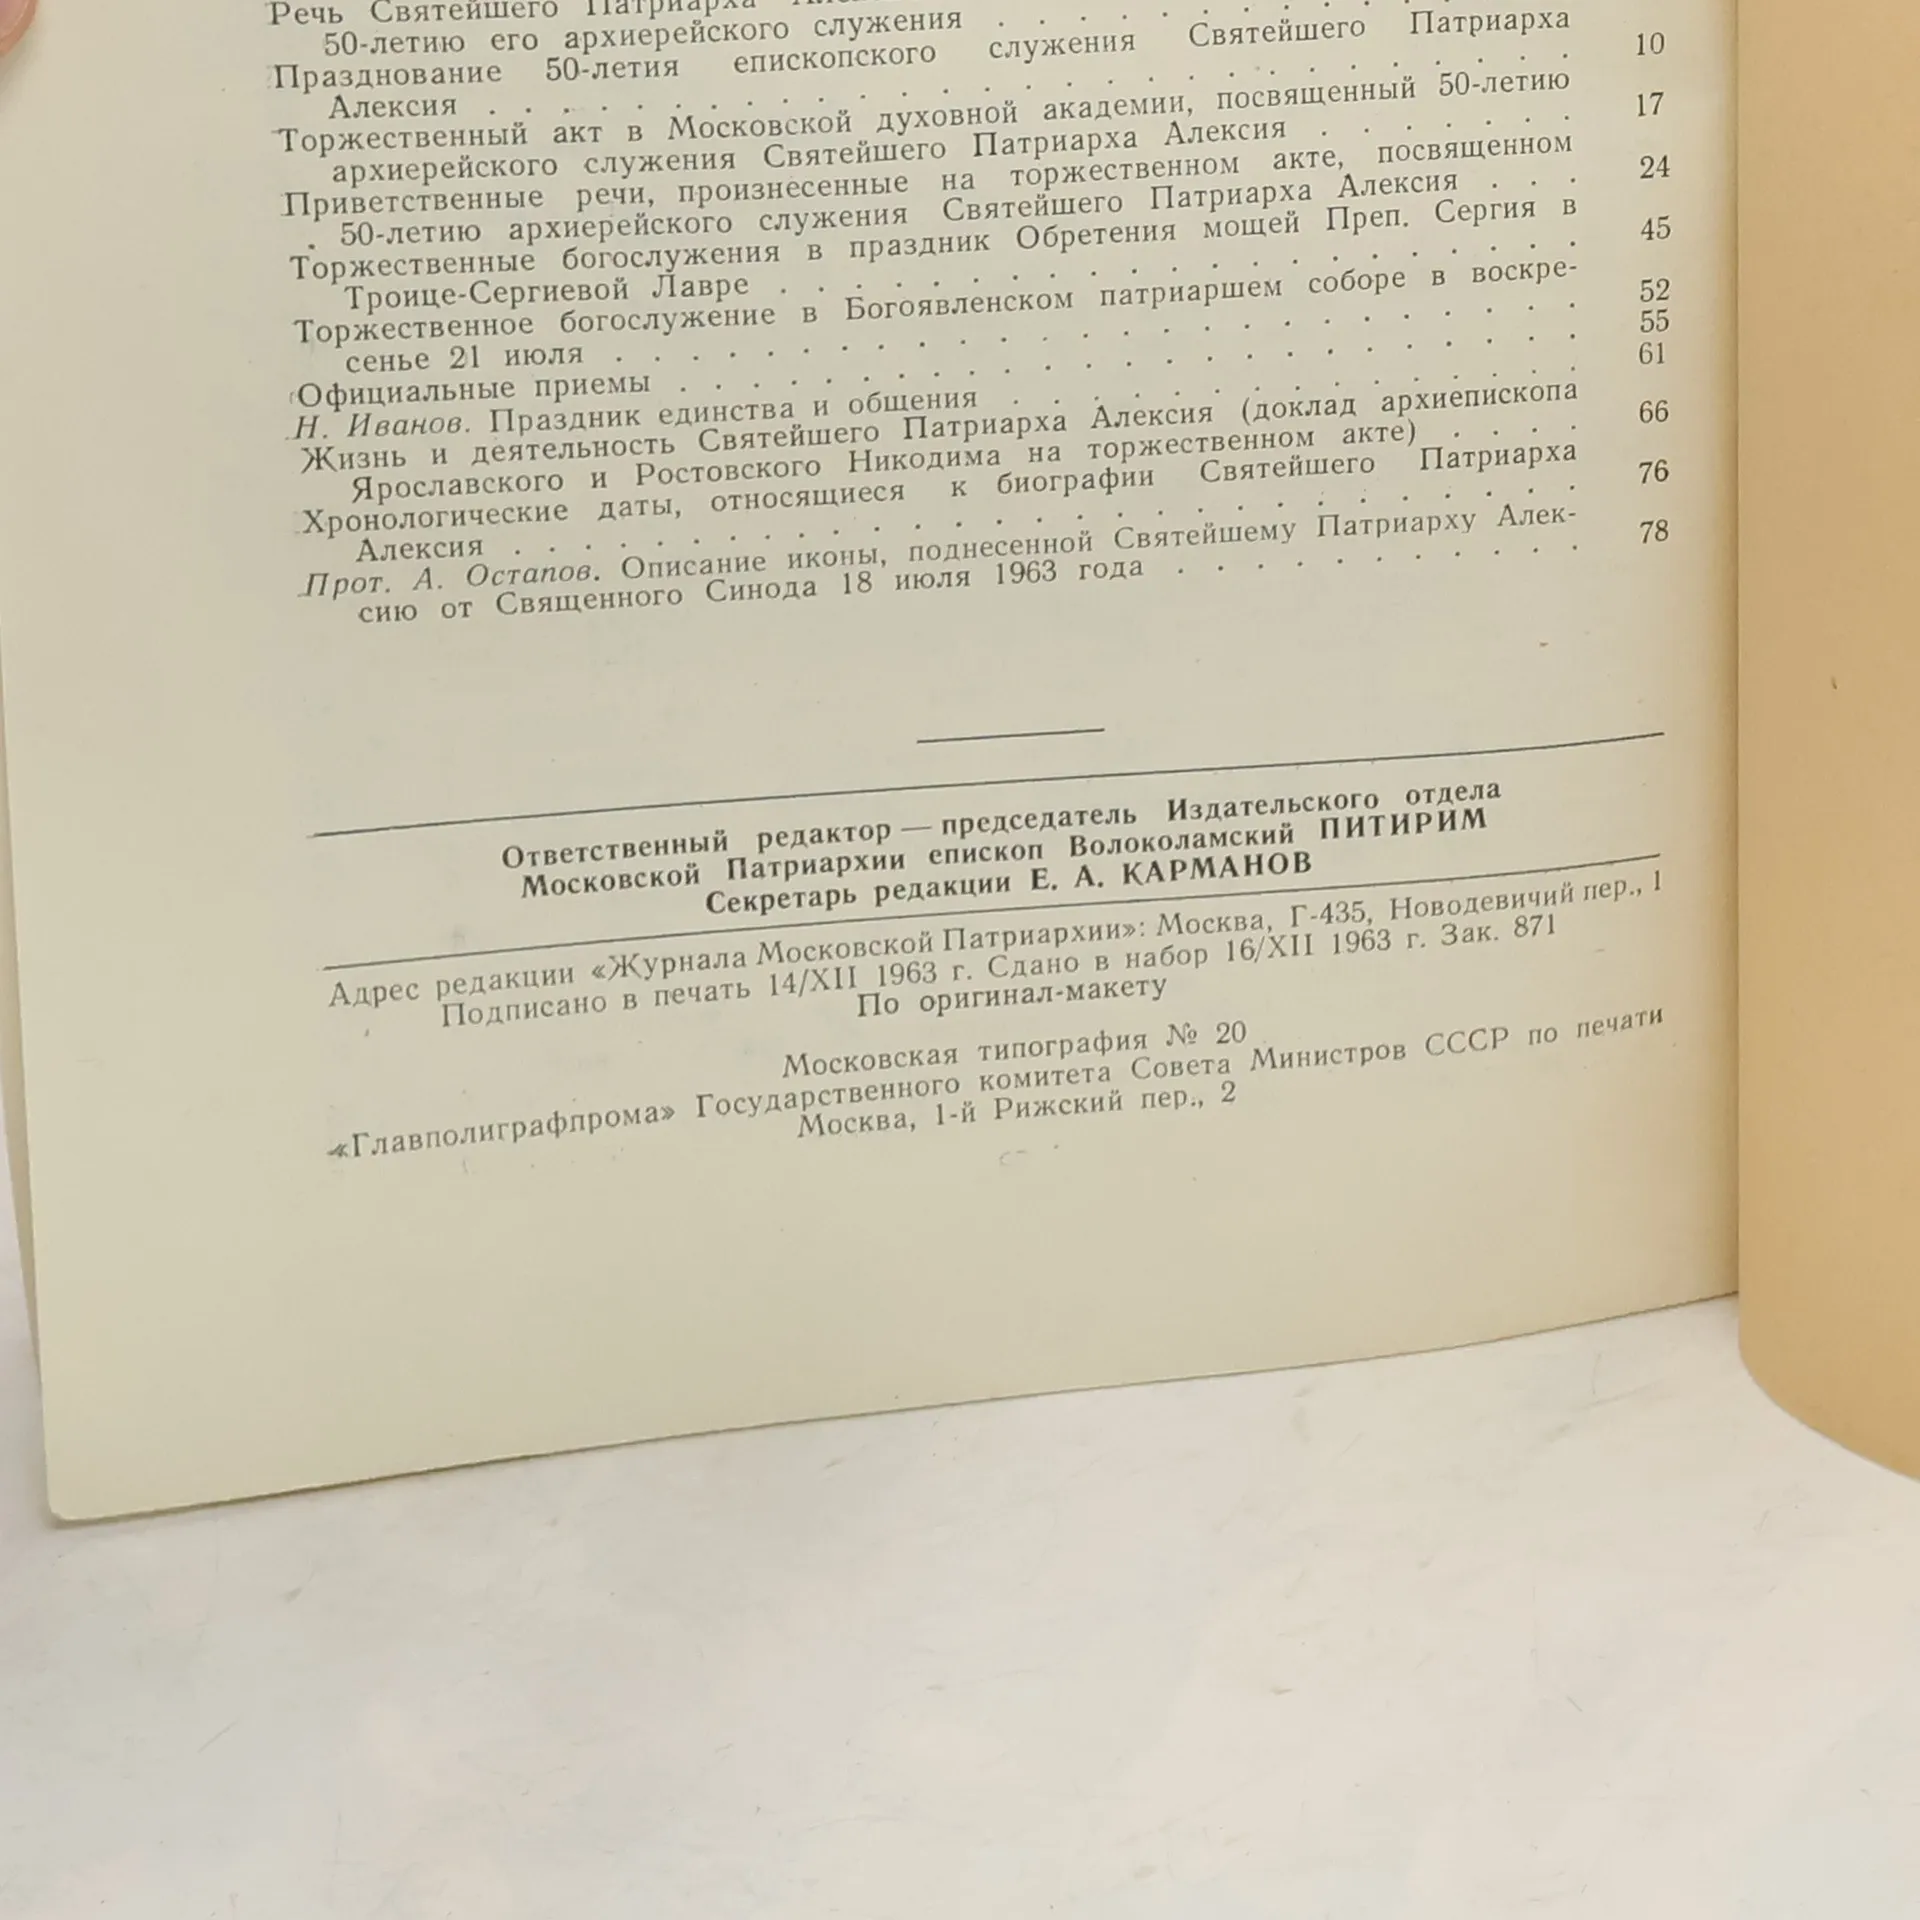 Речь Святейшего Патриарха
50-летию его архиерейского служения . . . . . . . . . . . .
Празднование 50-летия епископского служения Святейшего Патриарха
Алексия . . . . . . . . . . . . . . . . . . . . . . . 10
Торжественный акт в Московской духовной академии, посвященный 50-летию
архиерейского служения Святейшего Патриарха Алексия . . . . . . . 17
Приветственные речи, произнесенные на торжественном акте, посвященном
50-летию архиерейского служения Святейшего Патриарха Алексия . . . 24
Торжественные богослужения в праздник Обретения мощей Преп. Сергия в
Троице-Сергиевой Лавре . . . . . . . . . . . . . . . . . . 45
Торжественное богослужение в Богоявленском патриаршем соборе в воскре-
сенье 21 июля . . . . . . . . . . . . . . . . . . . . . . 52
Официальные приемы . . . . . . . . . . . . . . . . . . . . 55
Н. Иванов. Праздник единства и общения . . . . . . . . . . . . 61
Жизнь и деятельность Святейшего Патриарха Алексия (доклад архиепископа
Ярославского и Ростовского Никодима на торжественном акте) . . . . 66
Хронологические даты, относящиеся к биографии Святейшего Патриарха
Алексия . . . . . . . . . . . . . . . . . . . . . . . 76
Прот. А. Остапов. Описание иконы, поднесенной Святейшему Патриарху Алек-
сию от Священного Синода 18 июля 1963 года . . . . . . . . . 78
Ответственный редактор — председатель Издательского отдела
Московской Патриархии епископ Волоколамский ПИТИРИМ
Секретарь редакции Е. А. КАРМАНОВ
Адрес редакции «Журнала Московской Патриархии»: Москва, Г-435, Новодевичий пер., 1
Подписано в печать 14/XII 1963 г. Сдано в набор 16/XII 1963 г. Зак. 871
По оригинал-макету
Московская типография № 20
«Главполиграфпрома» Государственного комитета Совета Министров СССР по печати
Москва, 1-й Рижский пер., 2